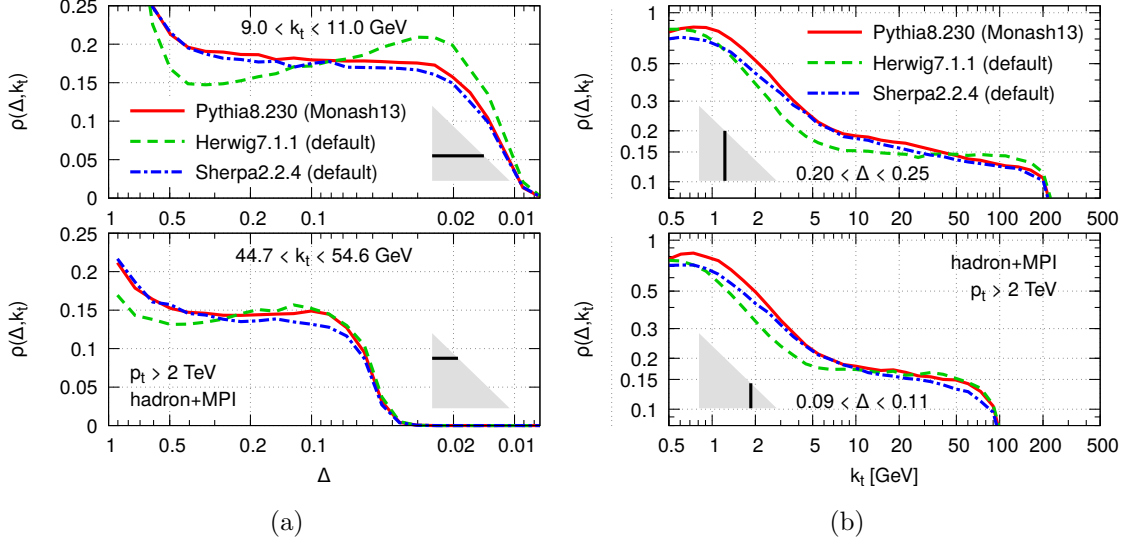 0.25
0.2
0.15
0.1
0.05
0
ρ(Δ,kt)
9.0 < kt < 11.0 GeV
Pythia8.230 (Monash13)
Herwig7.1.1 (default)
Sherpa2.2.4 (default)
1 0.5 0.2 0.1 0.02 0.01
0.25
0.2
0.15
0.1
0.05
0
ρ(Δ,kt)
44.7 < kt < 54.6 GeV
pt > 2 TeV
hadron+MPI
1 0.5 0.2 0.1 0.02 0.01
Δ
(a)
1
0.5
0.3
0.2
0.15
0.1
ρ(Δ,kt)
Pythia8.230 (Monash13)
Herwig7.1.1 (default)
Sherpa2.2.4 (default)
0.20 < Δ < 0.25
0.5 1 2 5 10 20 50 100 200 500
1
0.5
0.3
0.2
0.15
0.1
ρ(Δ,kt)
hadron+MPI
pt > 2 TeV
0.09 < Δ < 0.11
0.5 1 2 5 10 20 50 100 200 500
kt [GeV]
(b)